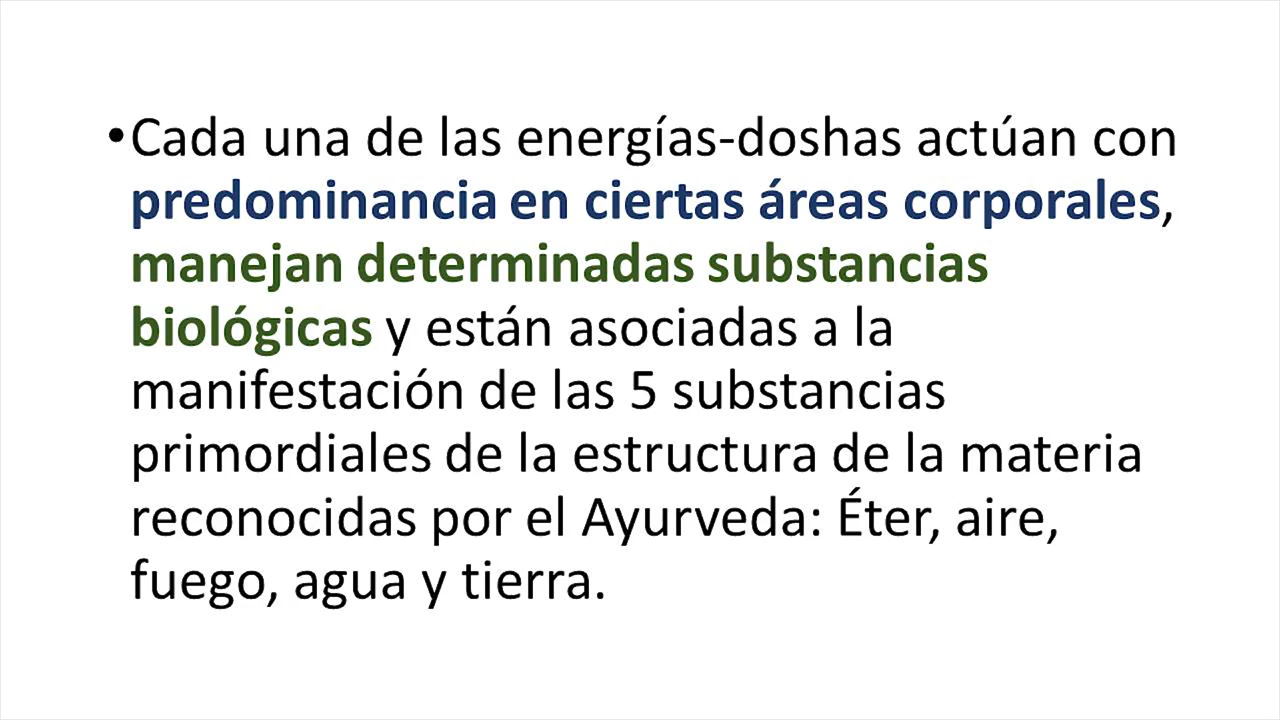 •Cada una de las energías-doshas actúan con
predominancia en ciertas áreas corporales,
manejan determinadas substancias
biológicas y están asociadas a la
manifestación de las 5 substancias
primordiales de la estructura de la materia
reconocidas por el Ayurveda: Éter, aire,
fuego, agua y tierra.